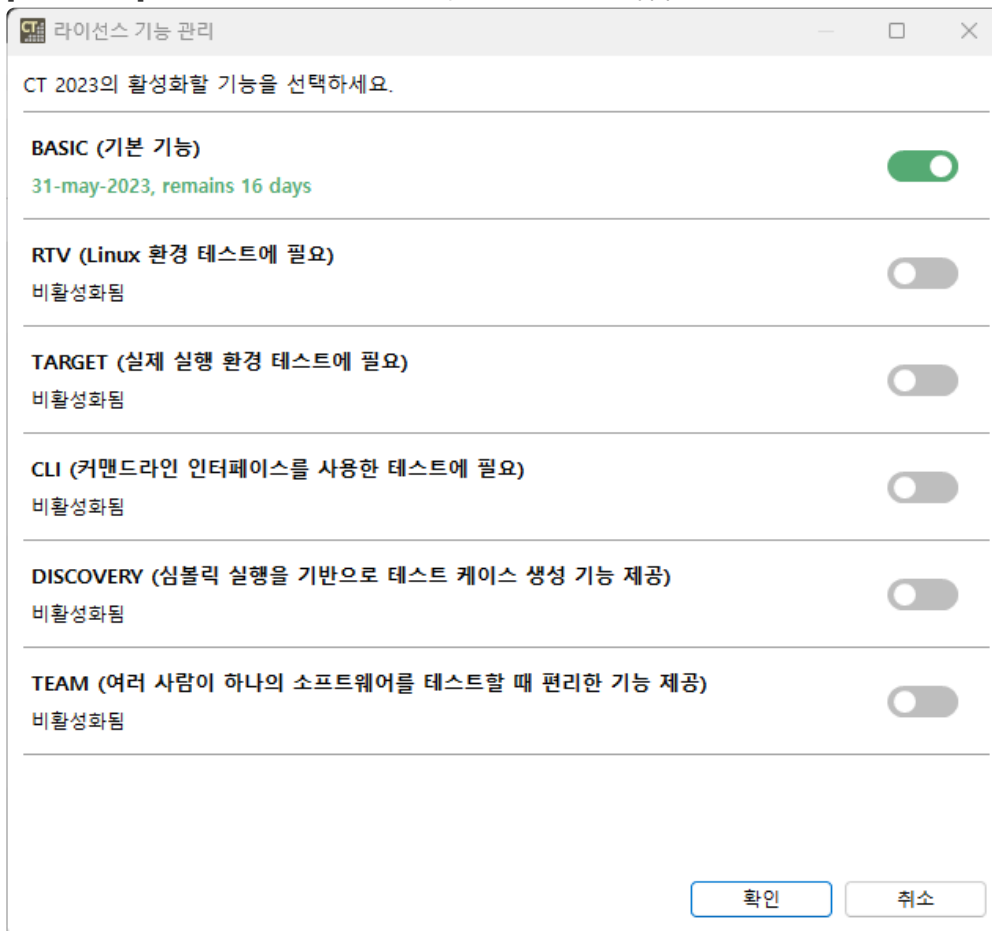 라이선스 기능 관리
CT 2023의 활성화할 기능을 선택하세요.
BASIC (기본 기능)
31-may-2023, remains 16 days
RTV (Linux 환경 테스트에 필요)
비활성화됨
TARGET (실제 실행 환경 테스트에 필요)
비활성화됨
CLI (커맨드라인 인터페이스를 사용한 테스트에 필요)
비활성화됨
DISCOVERY (심볼릭 실행을 기반으로 테스트 케이스 생성 기능 제공)
비활성화됨
TEAM (여러 사람이 하나의 소프트웨어를 테스트할 때 편리한 기능 제공)
비활성화됨
확인
취소